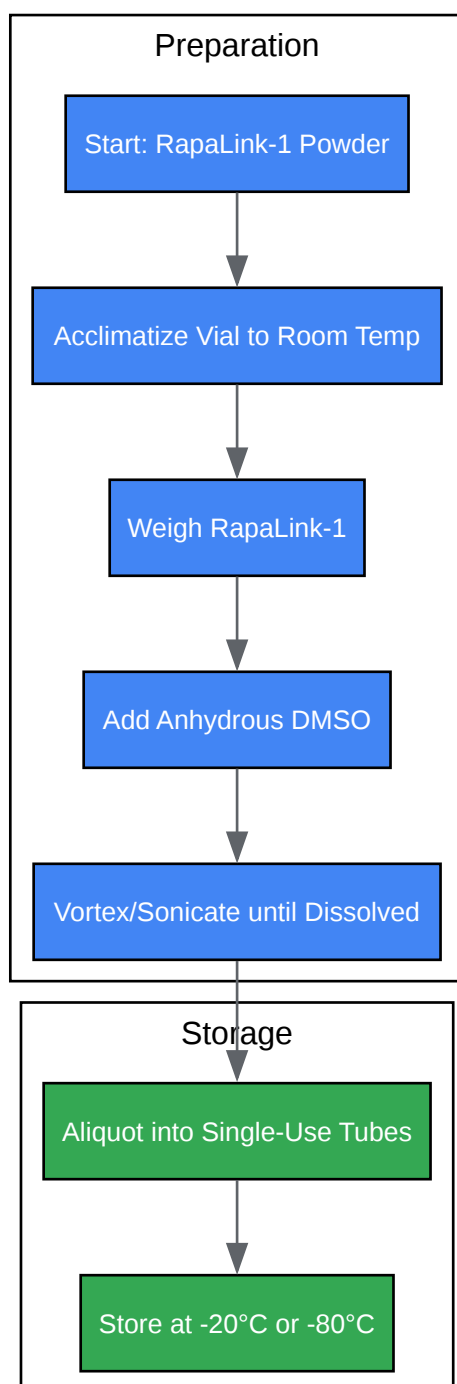 Preparation
Start: RapaLink-1 Powder
Acclimatize Vial to Room Temp
Weigh RapaLink-1
Add Anhydrous DMSO
Vortex/Sonicate until Dissolved
Storage
Aliquot into Single-Use Tubes
Store at -20°C or -80°C